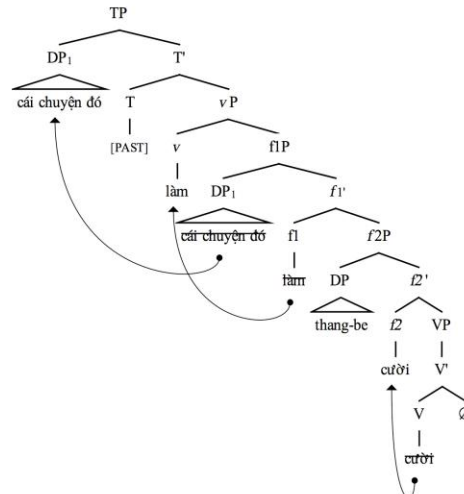 TP
DP₁ T'
cái chuyện đó T vP
[PAST] v f1P
làm DP₁ f1'
cái chuyện đó f1 f2P
làm DP f2'
thang-be f2 VP
cười V'
V Ø
cười